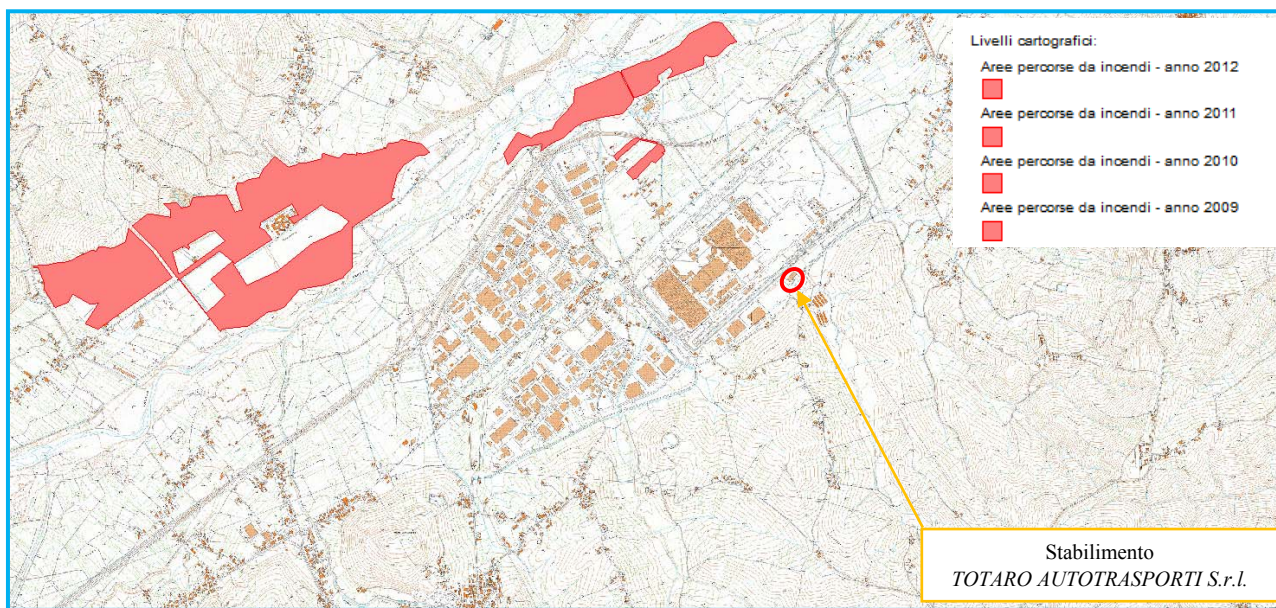 Livelli cartografici:
Aree percorse da incendi - anno 2012
Aree percorse da incendi - anno 2011
Aree percorse da incendi - anno 2010
Aree percorse da incendi - anno 2009
Stabilimento
TOTARO AUTOTRASPORTI S.r.l.